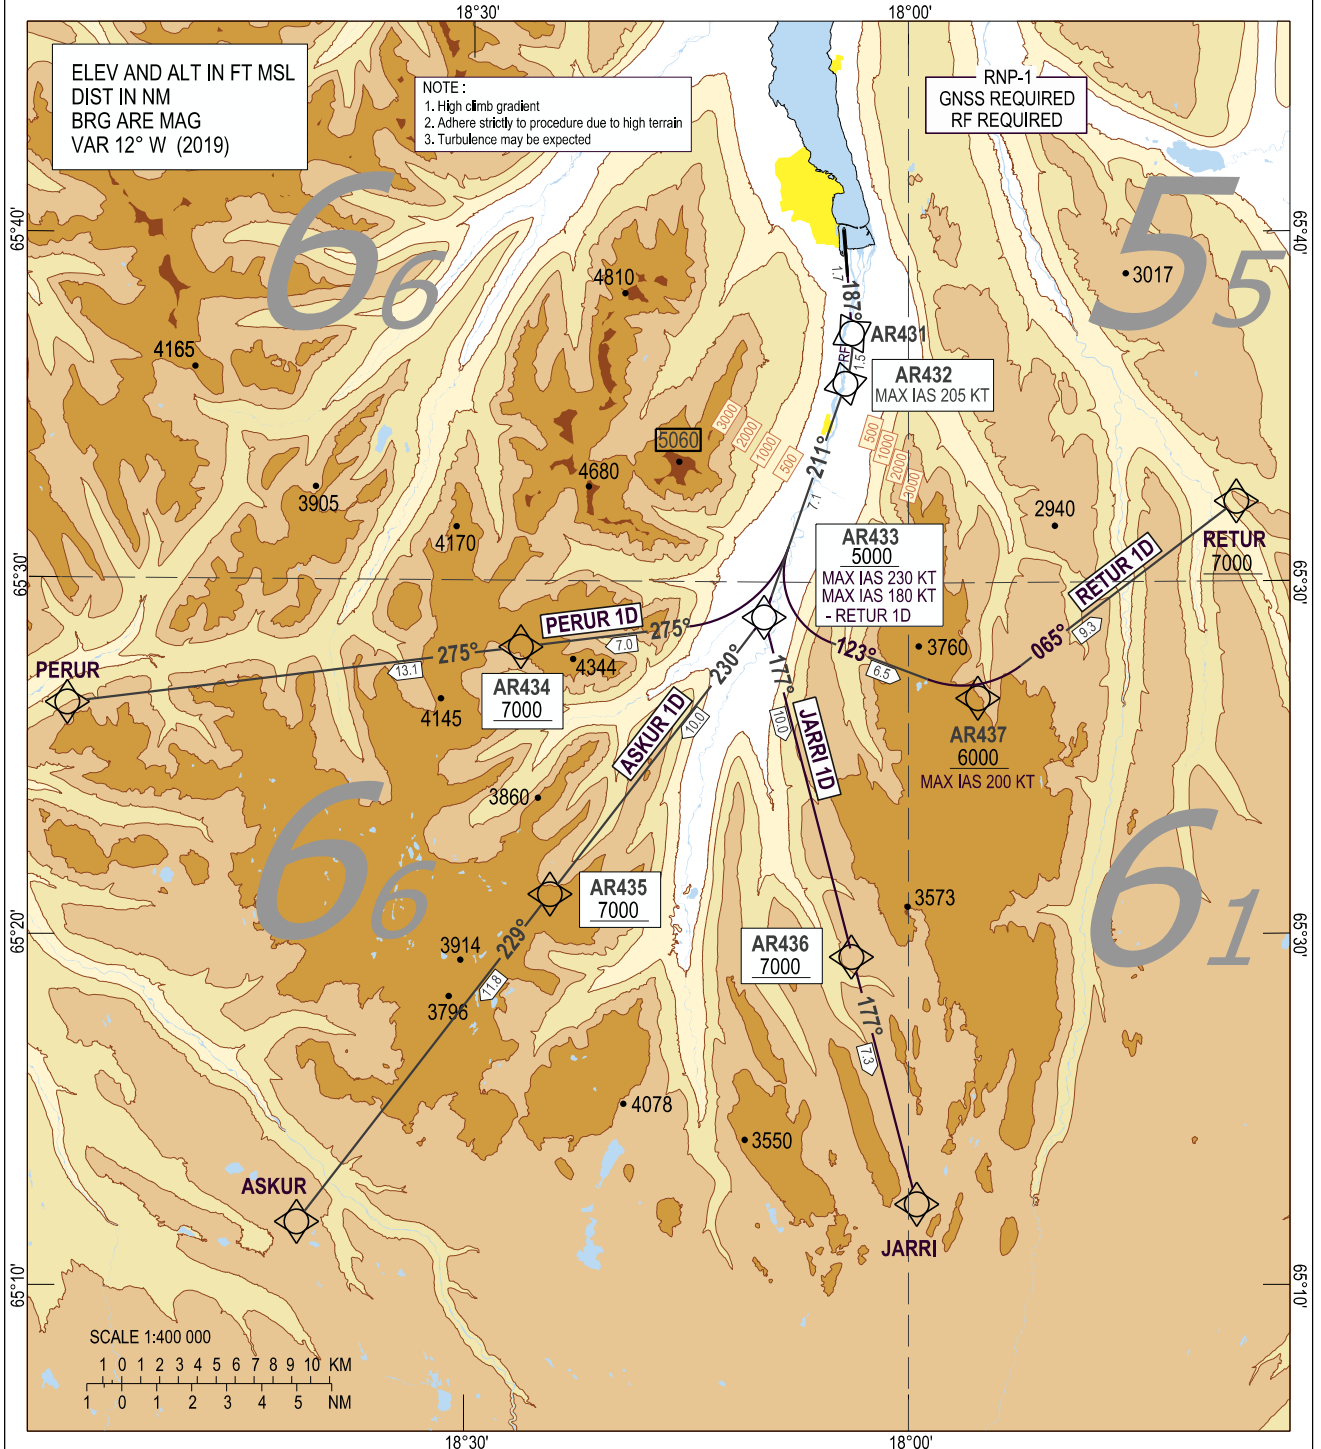 18°30'
18°00'
ELEV AND ALT IN FT MSL
DIST IN NM
BRG ARE MAG
VAR 12° W (2019)
NOTE :
1. High climb gradient
2. Adhere strictly to procedure due to high terrain
3. Turbulence may be expected
RNP-1
GNSS REQUIRED
RF REQUIRED
65°40'
65°40'
66
55
4810
3017
4165
1.7
187°
AR431
RF
1.5
AR432
MAX IAS 205 KT
3000
2000
1000
500
500
1000
2000
3000
5060
4680
3905
4170
211°
7.1
2940
RETUR
7000
AR433
5000
MAX IAS 230 KT
MAX IAS 180 KT
- RETUR 1D
RETUR 1D
65°30'
65°30'
PERUR 1D
275°
7.0
275°
13.1
PERUR
4344
AR434
7000
4145
230°
177°
123°
6.5
3760
065°
9.3
ASKUR 1D
10.0
10.0
JARRI 1D
AR437
6000
MAX IAS 200 KT
3860
66
61
AR435
7000
3573
65°20'
65°30'
3914
229°
11.8
3796
AR436
7000
177°
7.3
4078
3550
ASKUR
JARRI
65°10'
65°10'
SCALE 1:400 000
1 0 1 2 3 4 5 6 7 8 9 10 KM
1 0 1 2 3 4 5 NM
18°30'
18°00'